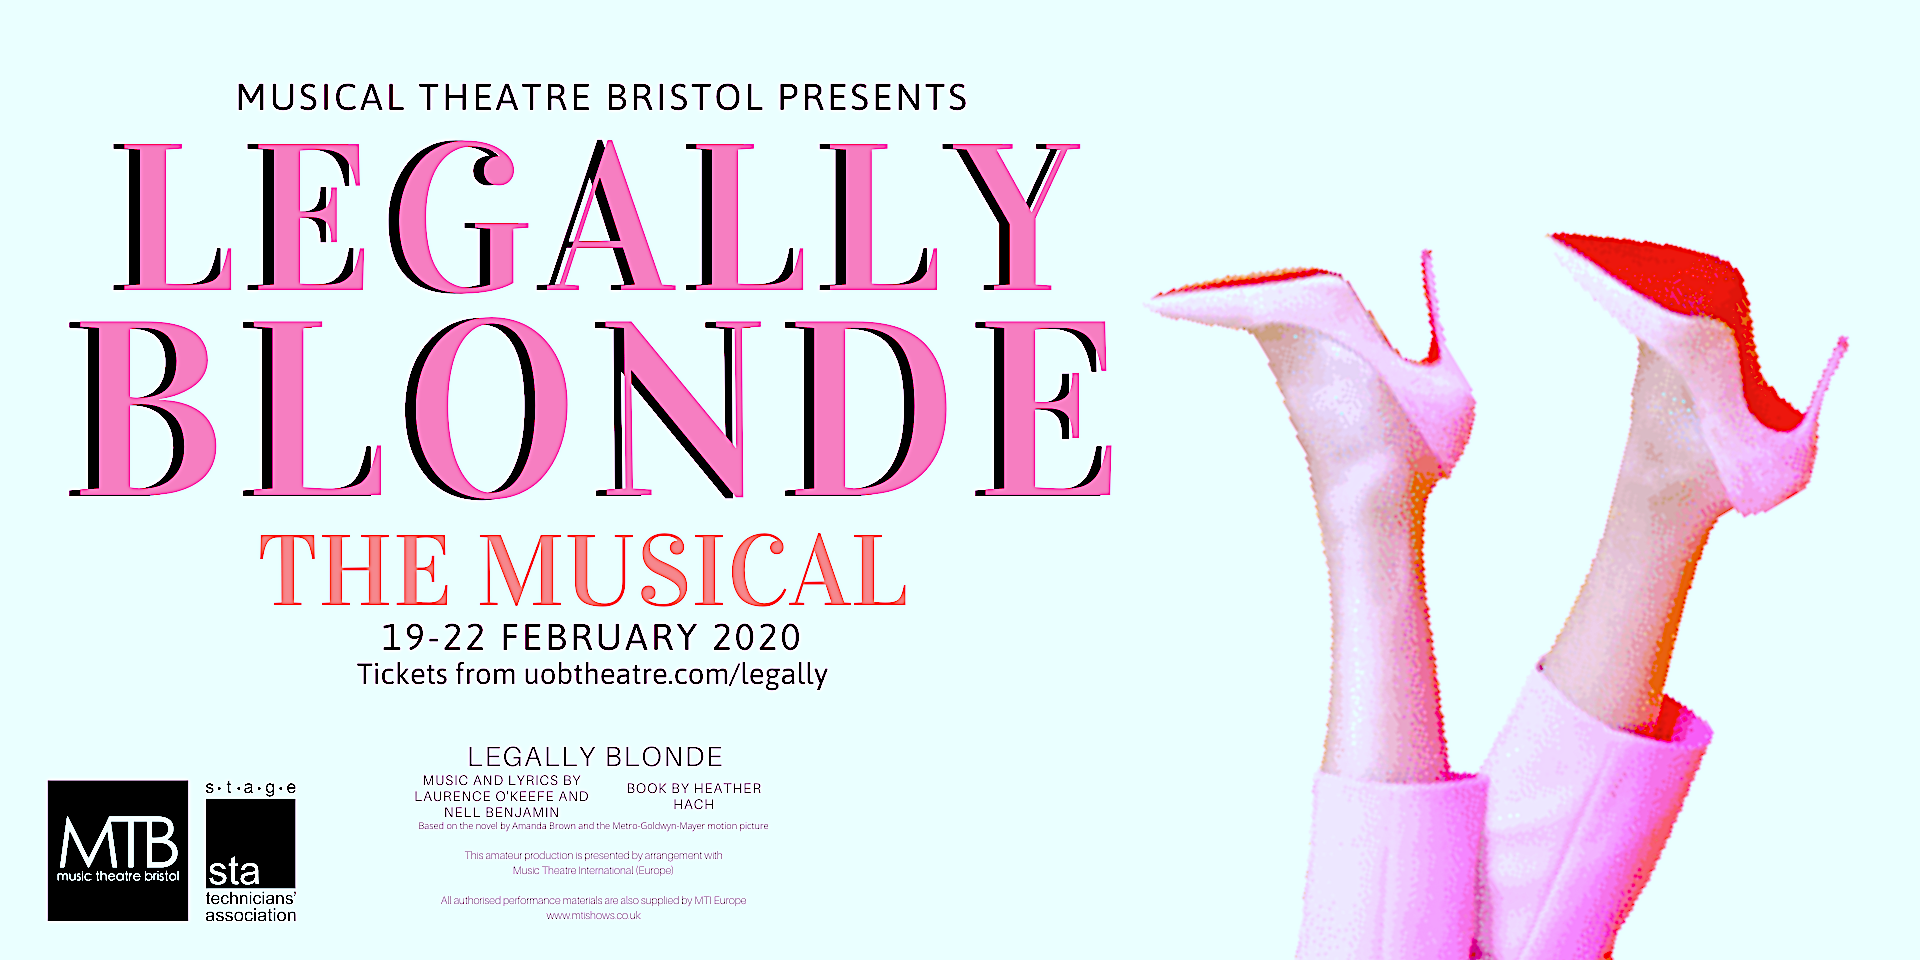 MUSICAL THEATRE BRISTOL PRESENTS
LEGALLY
BLONDE
THE MUSICAL
19-22 FEBRUARY 2020
Tickets from uobtheatre.com/legally
LEGALLY BLONDE
MUSIC AND LYRICS BY
LAURENCE O'KEEFE AND
NELL BENJAMIN
BOOK BY HEATHER
HACH
Based on the novel by Amanda Brown and the Metro-Goldwyn-Mayer motion picture
This amateur production is presented by arrangement with
Music Theatre International (Europe)
All authorised performance materials are also supplied by MTI Europe
www.mtishows.co.uk
MTB
music theatre bristol
s·t·a·g·e
sta
technicians'
association